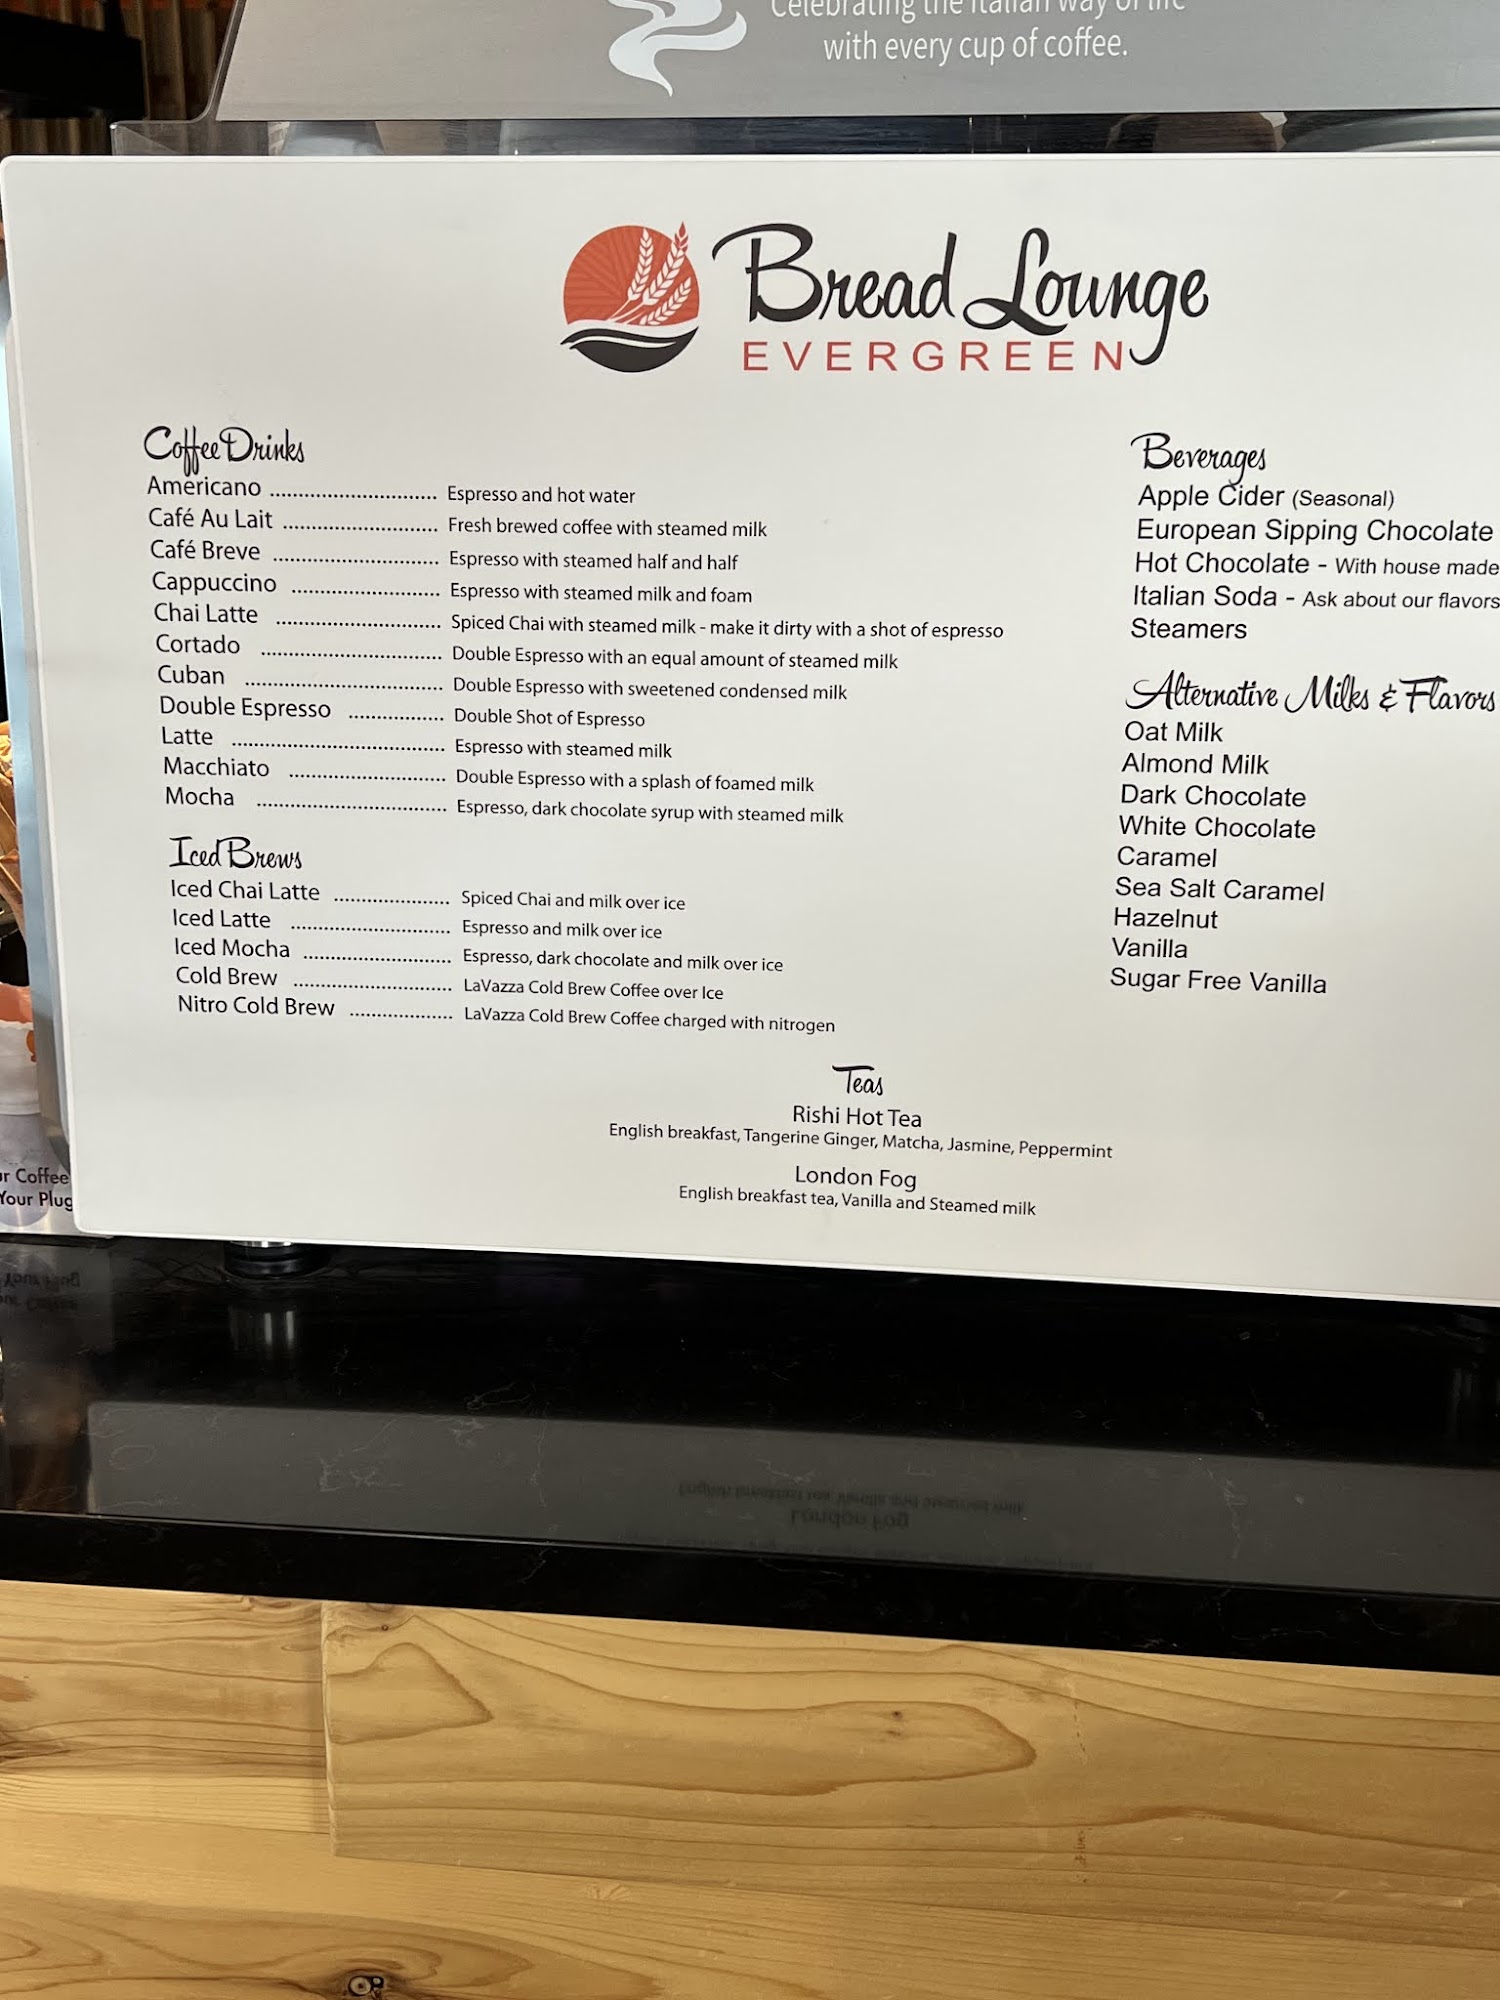 Celebrating the Italian way of life
with every cup of coffee.
Bread Lounge
EVERGREEN
Coffee Drinks
Americano ............................. Espresso and hot water
Café Au Lait ........................... Fresh brewed coffee with steamed milk
Café Breve ............................. Espresso with steamed half and half
Cappuccino .......................... Espresso with steamed milk and foam
Chai Latte ............................. Spiced Chai with steamed milk - make it dirty with a shot of espresso
Cortado ................................ Double Espresso with an equal amount of steamed milk
Cuban ................................... Double Espresso with sweetened condensed milk
Double Espresso ................. Double Shot of Espresso
Latte ...................................... Espresso with steamed milk
Macchiato ............................ Double Espresso with a splash of foamed milk
Mocha .................................. Espresso, dark chocolate syrup with steamed milk
Iced Brews
Iced Chai Latte .................... Spiced Chai and milk over ice
Iced Latte ............................. Espresso and milk over ice
Iced Mocha .......................... Espresso, dark chocolate and milk over ice
Cold Brew ............................ LaVazza Cold Brew Coffee over Ice
Nitro Cold Brew .................. LaVazza Cold Brew Coffee charged with nitrogen
Beverages
Apple Cider (Seasonal)
European Sipping Chocolate
Hot Chocolate - With house made
Italian Soda - Ask about our flavors
Steamers
Alternative Milks & Flavors
Oat Milk
Almond Milk
Dark Chocolate
White Chocolate
Caramel
Sea Salt Caramel
Hazelnut
Vanilla
Sugar Free Vanilla
Teas
Rishi Hot Tea
English breakfast, Tangerine Ginger, Matcha, Jasmine, Peppermint
London Fog
English breakfast tea, Vanilla and Steamed milk
Coffee
Your Plug